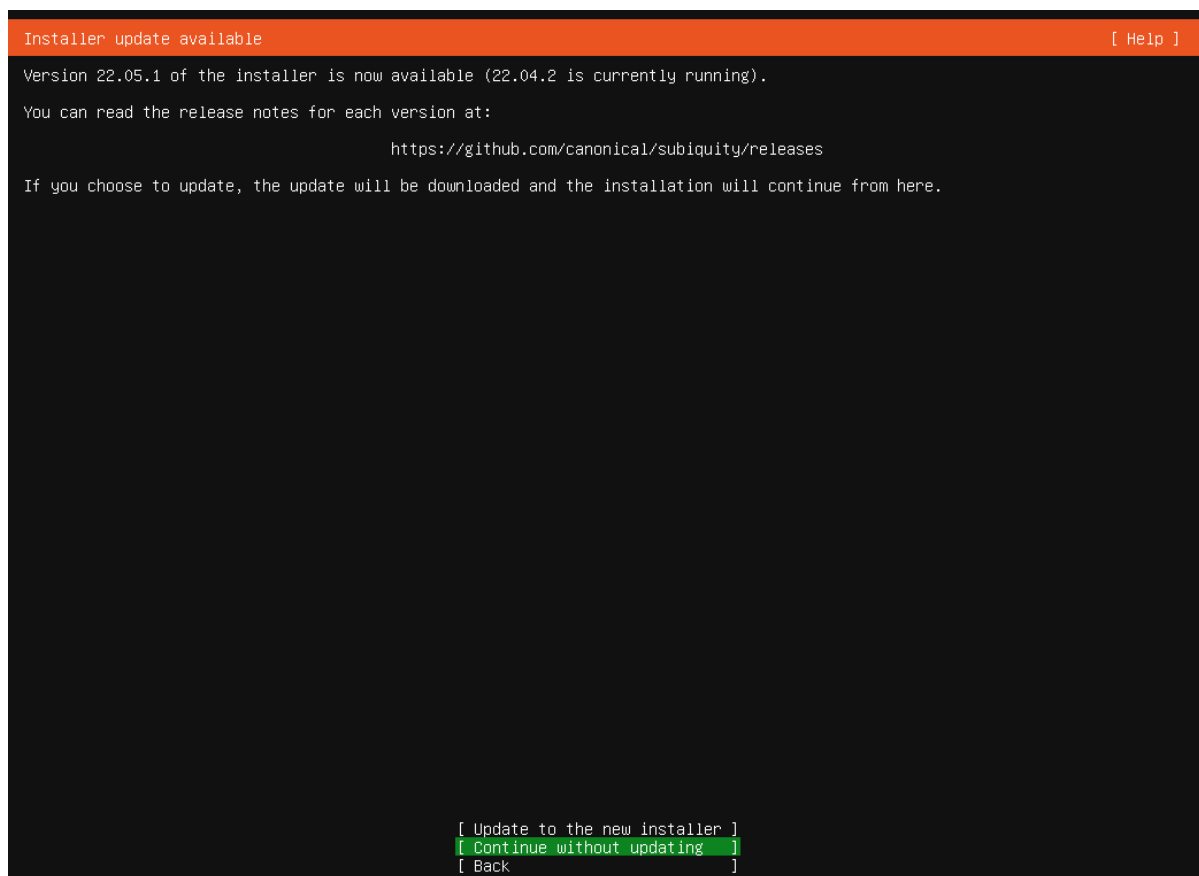 Installer update available [ Help ]
Version 22.05.1 of the installer is now available (22.04.2 is currently running).
You can read the release notes for each version at:
https://github.com/canonical/subiquity/releases
If you choose to update, the update will be downloaded and the installation will continue from here.
[ Update to the new installer ]
[ Continue without updating ]
[ Back ]